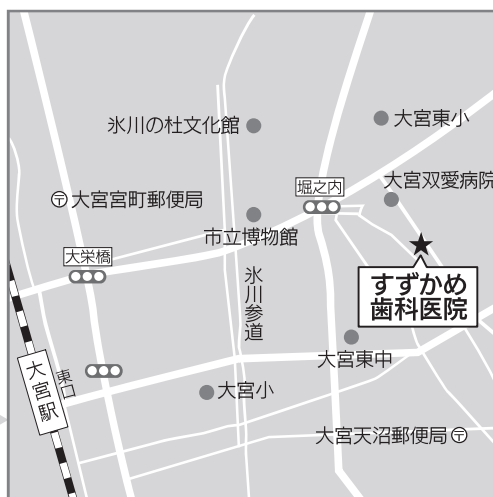 氷川の杜文化館
大宮東小
大宮双愛病院
堀之内
〒大宮宮町郵便局
市立博物館
大栄橋
氷川参道
すずかめ
歯科医院
大宮東中
大宮駅
東口
大宮小
大宮天沼郵便局〒